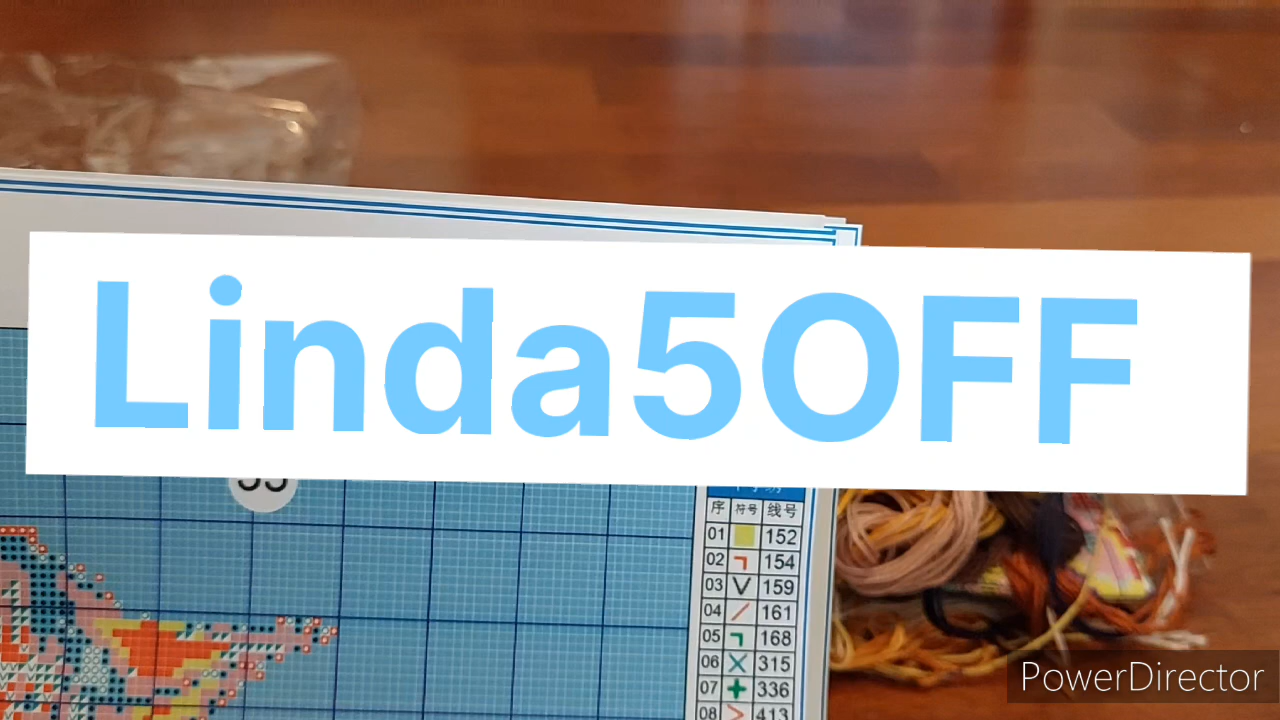 Linda5OFF
序 符号 线号
01 152
02 154
03 159
04 161
05 168
06 315
07 336
08 413
PowerDirector